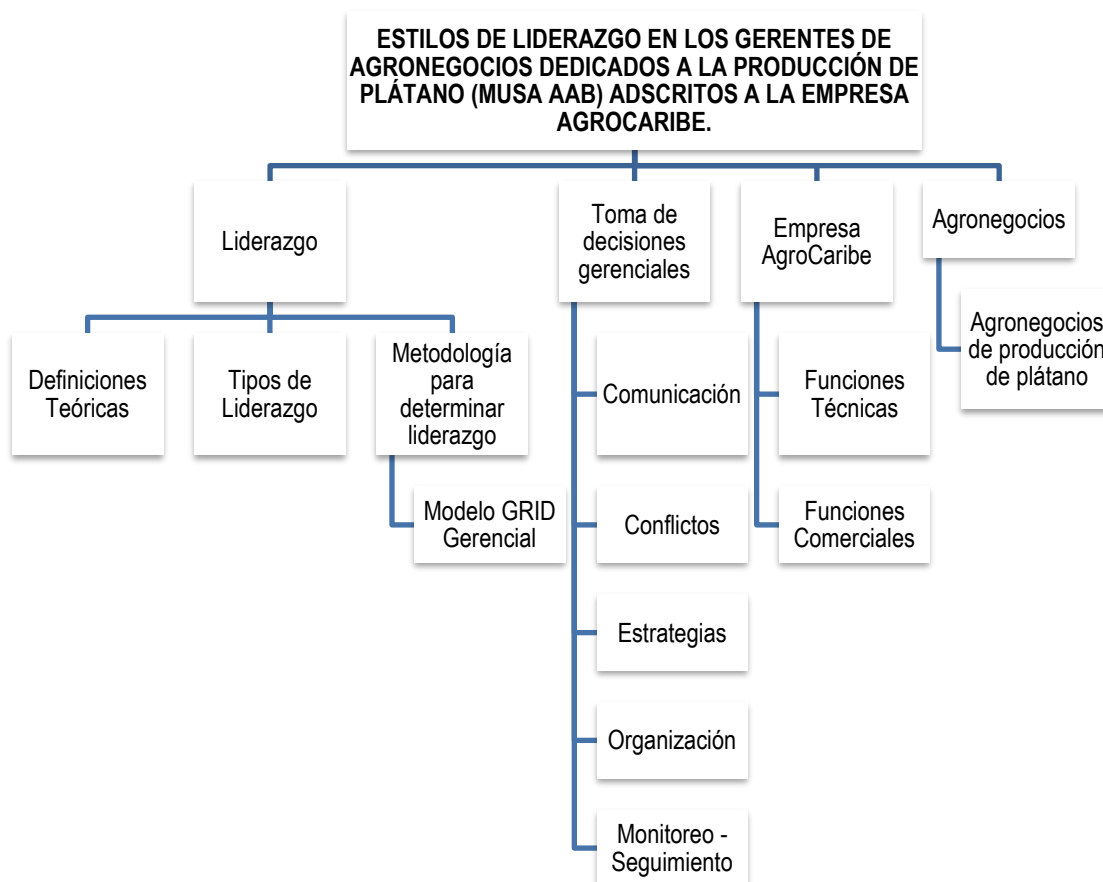 ESTILOS DE LIDERAZGO EN LOS GERENTES DE
AGRONEGOCIOS DEDICADOS A LA PRODUCCIÓN DE
PLÁTANO (MUSA AAB) ADSCRITOS A LA EMPRESA
AGROCARIBE.
Liderazgo
Definiciones
Teóricas
Tipos de
Liderazgo
Metodología
para
determinar
liderazgo
Modelo GRID
Gerencial
Toma de
decisiones
gerenciales
Comunicación
Conflictos
Estrategias
Organización
Monitoreo -
Seguimiento
Empresa
AgroCaribe
Funciones
Técnicas
Funciones
Comerciales
Agronegocios
Agronegocios
de producción
de plátano